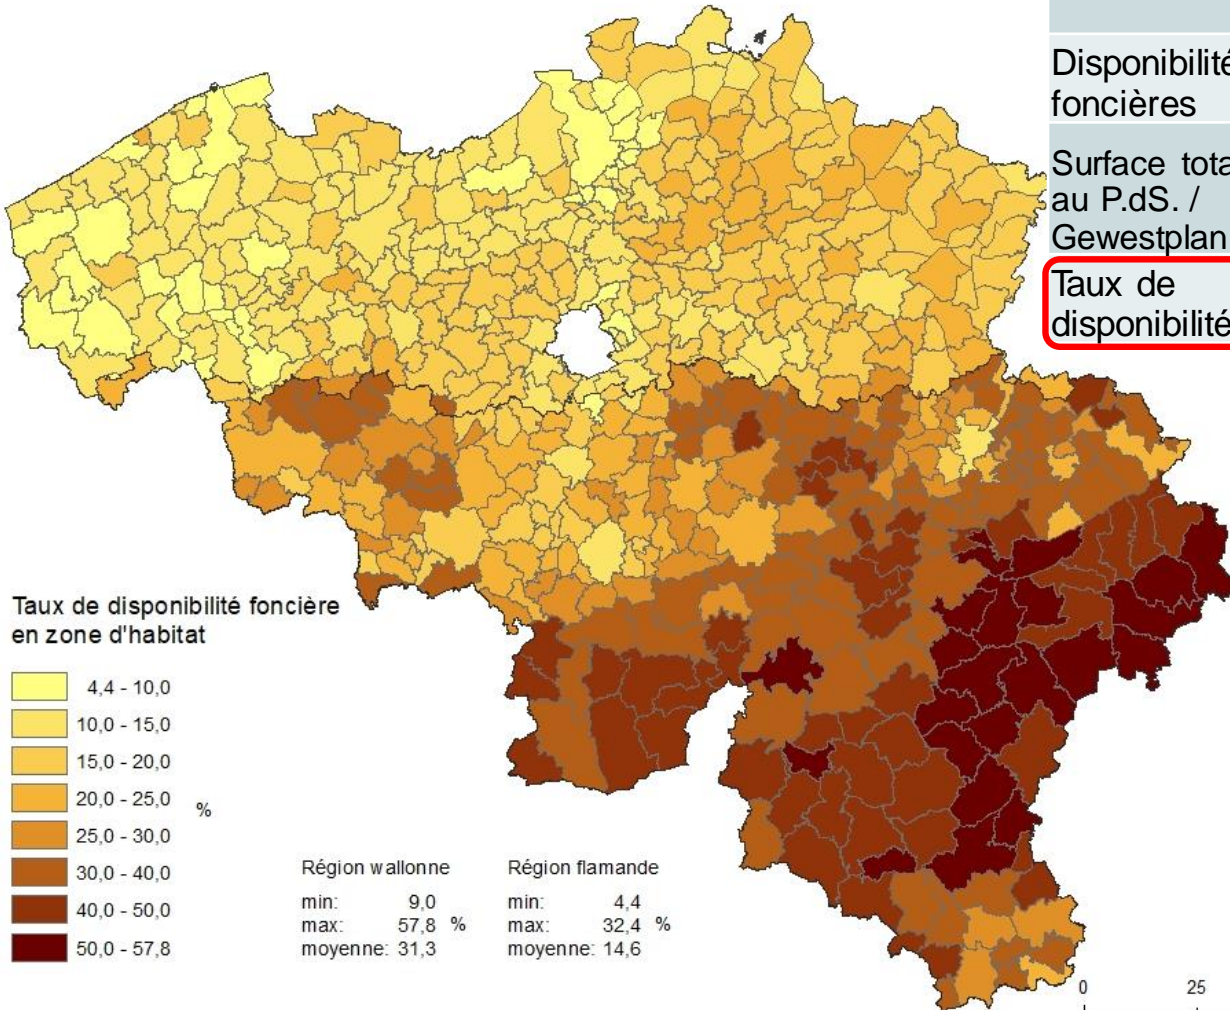 Disponibilité
foncières
Surface tota
au P.dS. /
Gewestplan
Taux de
disponibilité
Taux de disponibilité foncière
en zone d'habitat
4,4 - 10,0
10,0 - 15,0
15,0 - 20,0
20,0 - 25,0
%
25,0 - 30,0
30,0 - 40,0
40,0 - 50,0
50,0 - 57,8
Région wallonne
min: 9,0
max: 57,8 %
moyenne: 31,3
Région flamande
min: 4,4
max: 32,4 %
moyenne: 14,6
0 25